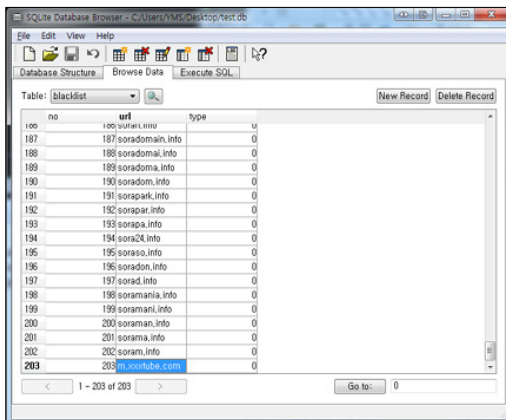 SQLite Database Browser - C:/Users/YMS/Desktop/test.db
File Edit View Help
Database Structure Browse Data Execute SQL
Table: blacklist New Record Delete Record
no url type
186 186 soran,info 0
187 187 soradomain,info 0
188 188 soradomai,info 0
189 189 soradoma,info 0
190 190 soradom,info 0
191 191 sorapark,info 0
192 192 sorapar,info 0
193 193 sorapa,info 0
194 194 sora24,info 0
195 195 soraso,info 0
196 196 soradon,info 0
197 197 sorad,info 0
198 198 soramania,info 0
199 199 soramani,info 0
200 200 soraman,info 0
201 201 sorama,info 0
202 202 soram,info 0
203 203 m,xxxtube,com 0
< 1 - 203 of 203 > Go to: 0